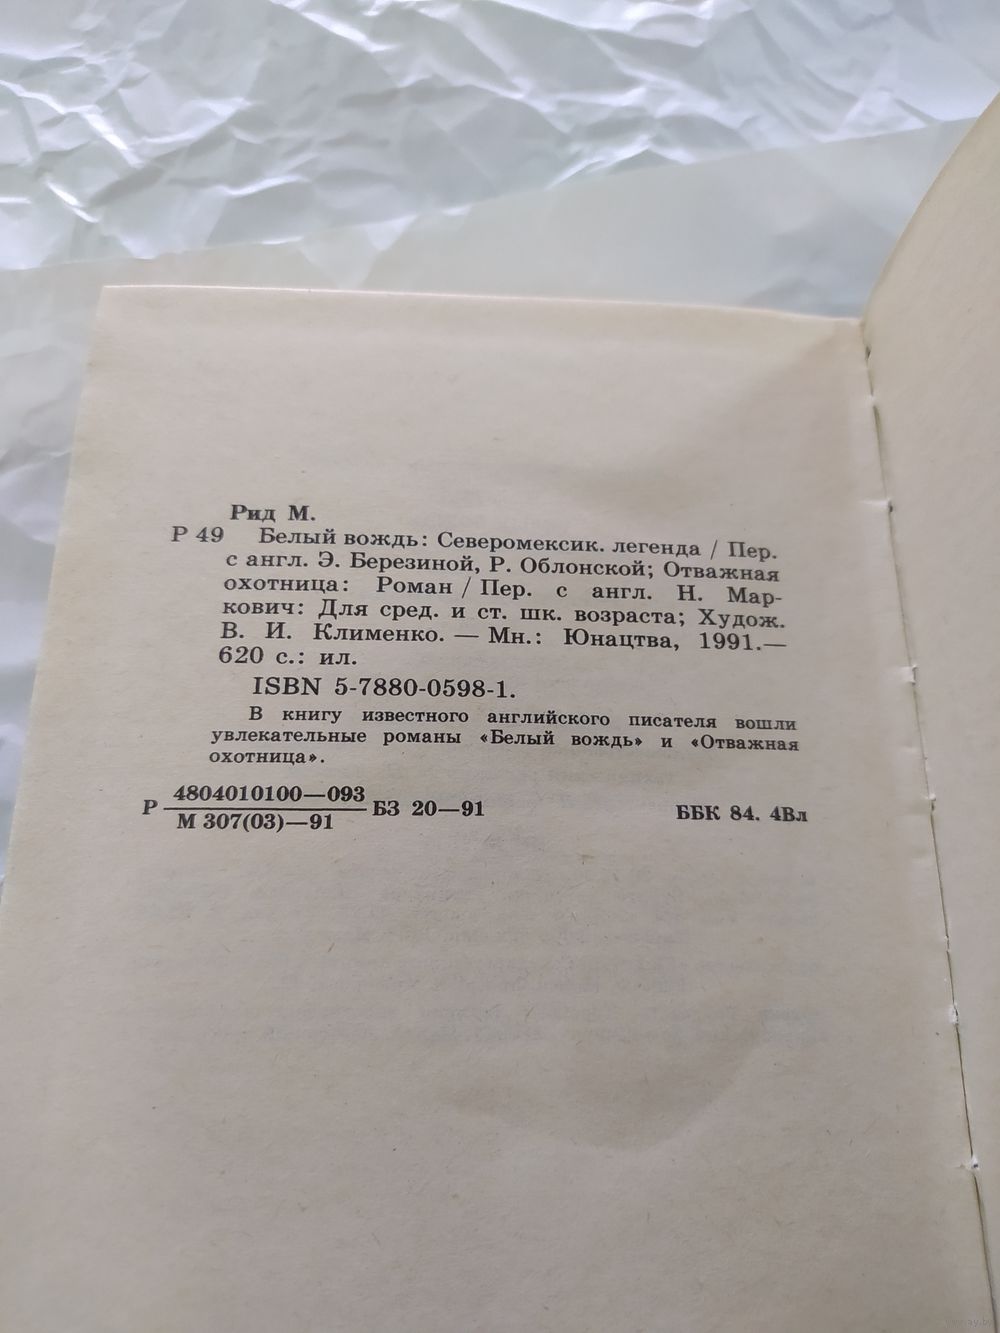 Рид М.
Р 49 Белый вождь: Северомексик. легенда / Пер.
с англ. Э. Березиной, Р. Облонской; Отважная
охотница: Роман / Пер. с англ. Н. Мар-
кович: Для сред. и ст. шк. возраста; Худож.
В. И. Клименко. — Мн.: Юнацтва, 1991.—
620 с.: ил.
ISBN 5-7880-0598-1.
В книгу известного английского писателя вошли
увлекательные романы «Белый вождь» и «Отважная
охотница».
4804010100—093
Р БЗ 20—91 ББК 84. 4Вл
М 307(03)—91